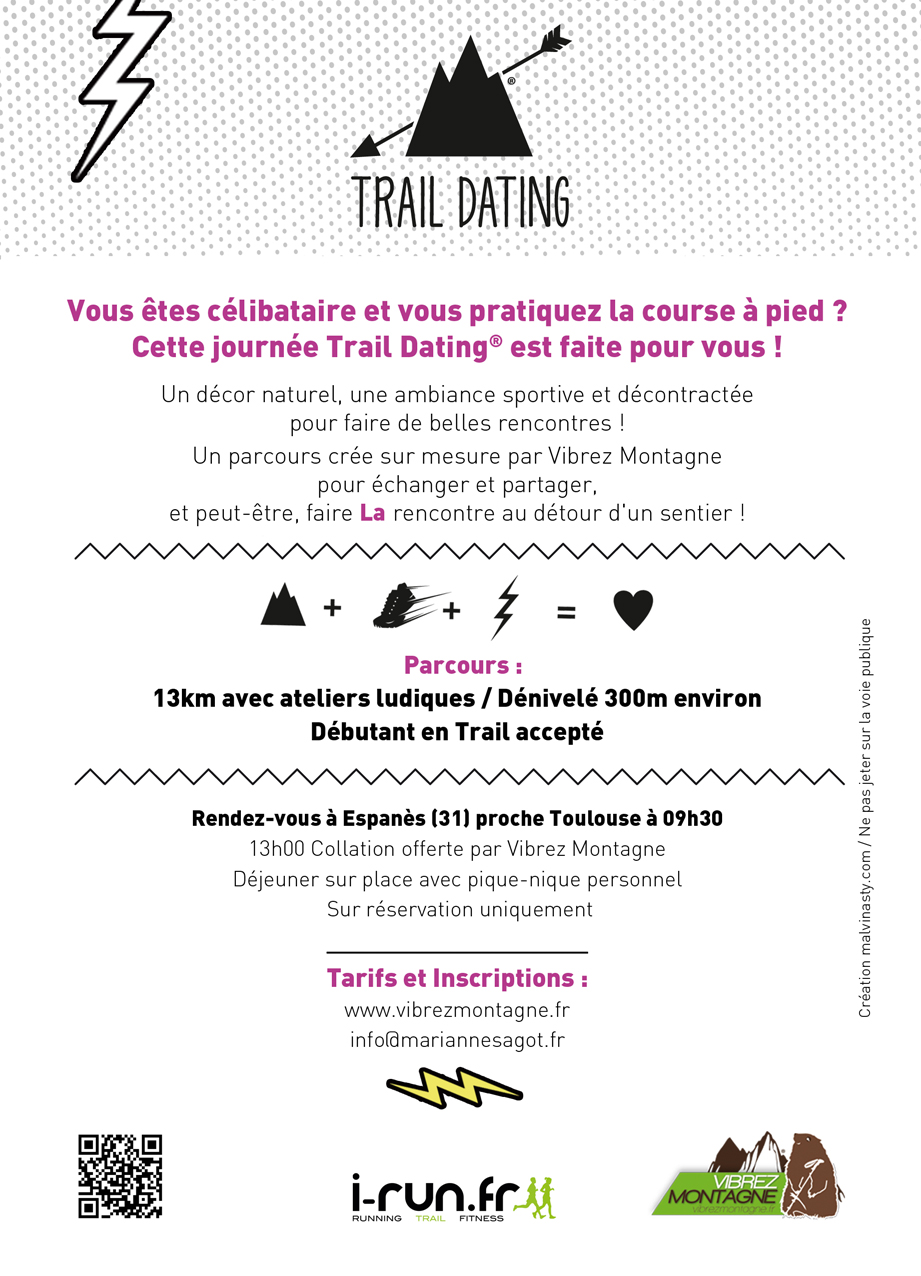 ®
TRAIL DATING
Vous êtes célibataire et vous pratiquez la course à pied ?
Cette journée Trail Dating® est faite pour vous !
Un décor naturel, une ambiance sportive et décontractée
pour faire de belles rencontres !
Un parcours crée sur mesure par Vibrez Montagne
pour échanger et partager,
et peut-être, faire La rencontre au détour d'un sentier !
+ + =
Parcours :
13km avec ateliers ludiques / Dénivelé 300m environ
Débutant en Trail accepté
Rendez-vous à Espanès (31) proche Toulouse à 09h30
13h00 Collation offerte par Vibrez Montagne
Déjeuner sur place avec pique-nique personnel
Sur réservation uniquement
Tarifs et Inscriptions :
www.vibrezmontagne.fr
info@mariannesagot.fr
Création malvinasty.com / Ne pas jeter sur la voie publique
i-run.fr
RUNNING TRAIL FITNESS
VIBREZ
MONTAGNE
vibrezmontagne.fr